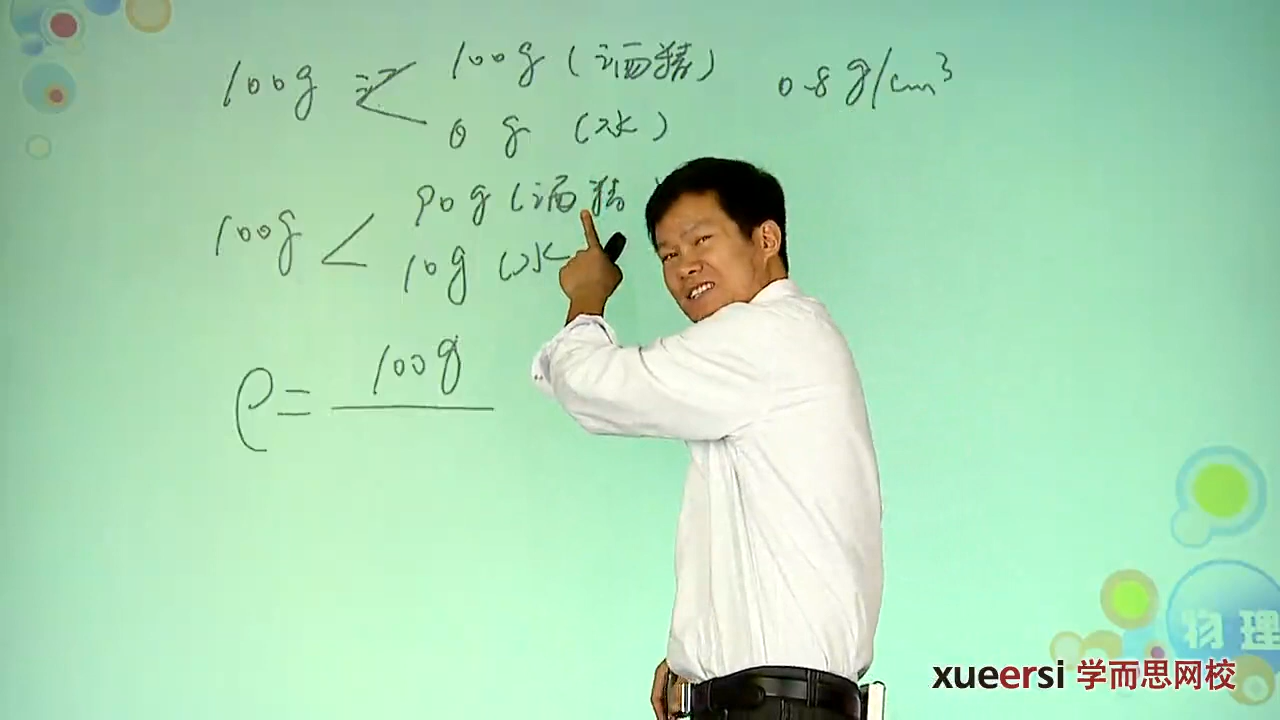 100g < 100g (酒精) 0.8g/cm³
0g (水)
100g < 90g (酒精
10g (水
ρ = 100g
物理
xueersi 学而思网校